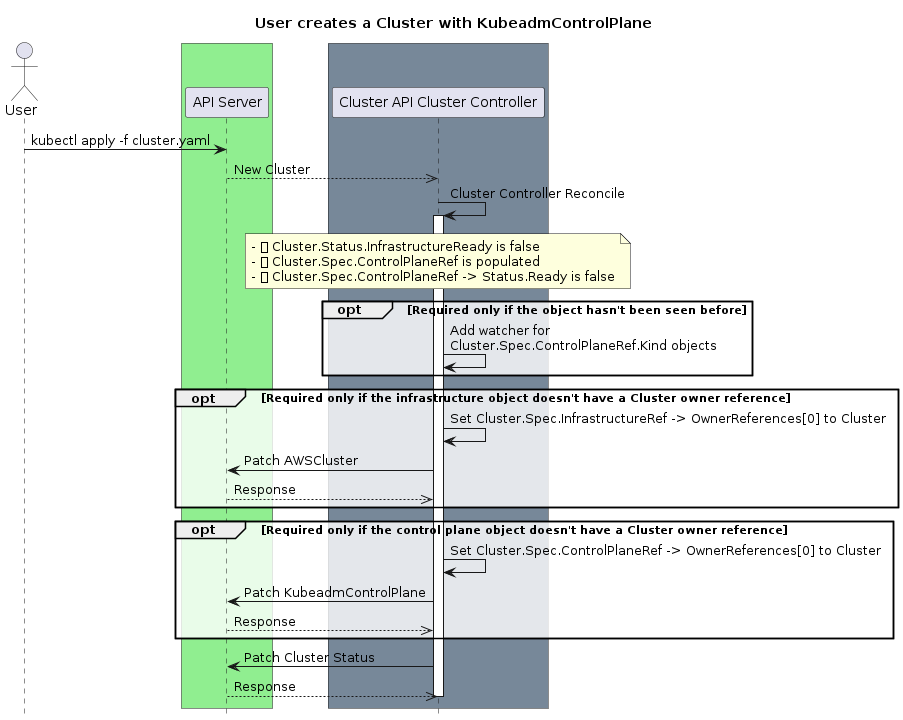 User creates a Cluster with KubeadmControlPlane
User
API Server
Cluster API Cluster Controller
kubectl apply -f cluster.yaml
New Cluster
Cluster Controller Reconcile
- ▯ Cluster.Status.InfrastructureReady is false
- ▯ Cluster.Spec.ControlPlaneRef is populated
- ▯ Cluster.Spec.ControlPlaneRef -> Status.Ready is false
opt [Required only if the object hasn't been seen before]
Add watcher for
Cluster.Spec.ControlPlaneRef.Kind objects
opt [Required only if the infrastructure object doesn't have a Cluster owner reference]
Set Cluster.Spec.InfrastructureRef -> OwnerReferences[0] to Cluster
Patch AWSCluster
Response
opt [Required only if the control plane object doesn't have a Cluster owner reference]
Set Cluster.Spec.ControlPlaneRef -> OwnerReferences[0] to Cluster
Patch KubeadmControlPlane
Response
Patch Cluster Status
Response